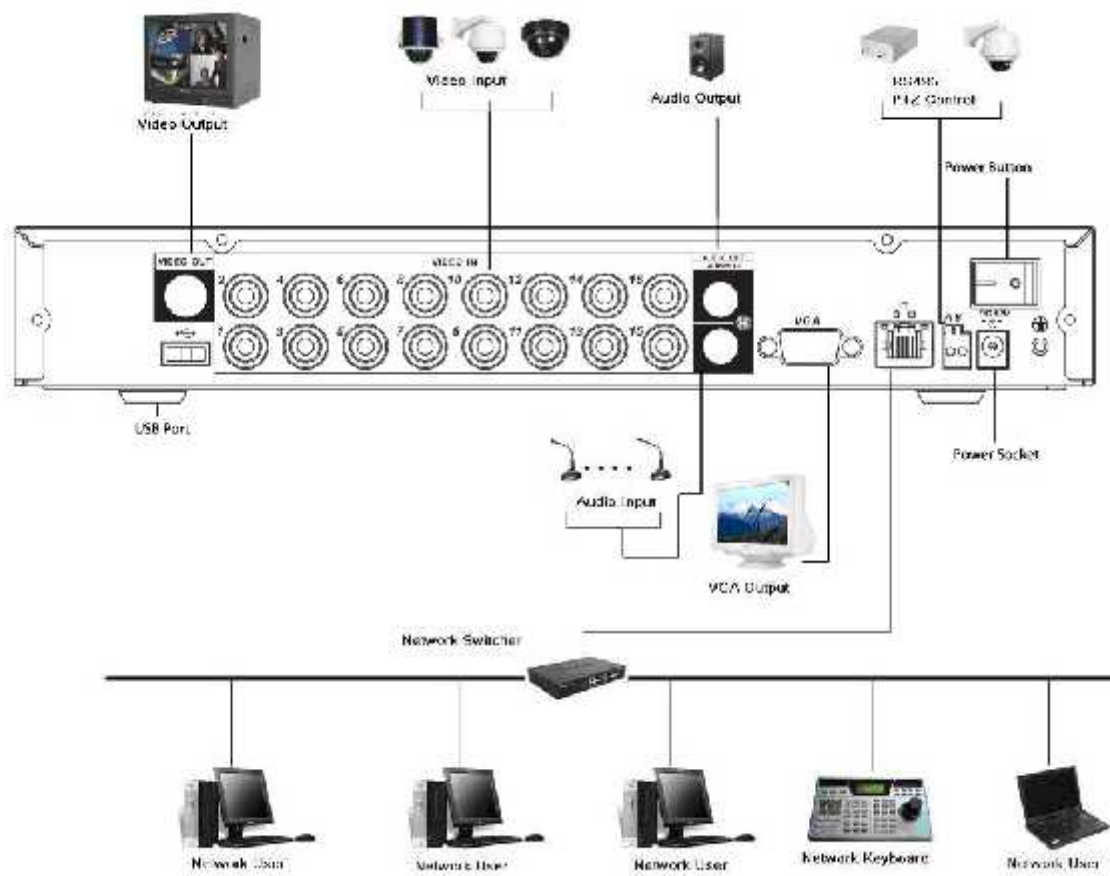 Video Output
Video Input
Audio Output
RS485
PTZ Control
Power Button
VIDEO OUT
VIDEO IN
AUDIO OUT
2 4 6 8 10 12 14 16
1 3 5 7 9 11 13 15
VGA
A B
USB Port
Power Socket
Audio Input
VGA Output
Network Switcher
Network User
Network User
Network User
Network Keyboard
Network User